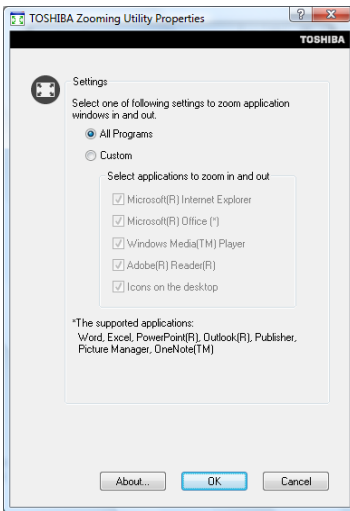 TOSHIBA Zooming Utility Properties
TOSHIBA
Settings
Select one of following settings to zoom application
windows in and out.
All Programs
Custom
Select applications to zoom in and out
Microsoft(R) Internet Explorer
Microsoft(R) Office (*)
Windows Media(TM) Player
Adobe(R) Reader(R)
Icons on the desktop
*The supported applications:
Word, Excel, PowerPoint(R), Outlook(R), Publisher,
Picture Manager, OneNote(TM)
About... OK Cancel